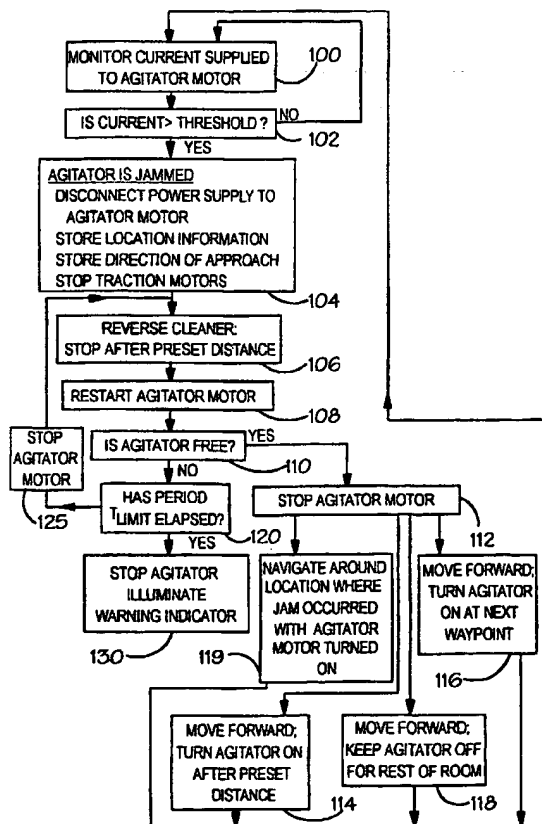 MONITOR CURRENT SUPPLIED
TO AGITATOR MOTOR
100
IS CURRENT> THRESHOLD ?
NO
102
YES
AGITATOR IS JAMMED
DISCONNECT POWER SUPPLY TO
AGITATOR MOTOR
STORE LOCATION INFORMATION
STORE DIRECTION OF APPROACH
STOP TRACTION MOTORS
104
REVERSE CLEANER;
STOP AFTER PRESET DISTANCE
106
RESTART AGITATOR MOTOR
108
IS AGITATOR FREE?
YES
110
NO
STOP
AGITATOR
MOTOR
125
HAS PERIOD
TLIMIT ELAPSED?
120
YES
STOP AGITATOR
ILLUMINATE
WARNING INDICATOR
130
STOP AGITATOR MOTOR
112
NAVIGATE AROUND
LOCATION WHERE
JAM OCCURRED
WITH AGITATOR
MOTOR TURNED
ON
119
MOVE FORWARD;
TURN AGITATOR
ON AT NEXT
WAYPOINT
116
MOVE FORWARD;
TURN AGITATOR ON
AFTER PRESET
DISTANCE
114
MOVE FORWARD;
KEEP AGITATOR OFF
FOR REST OF ROOM
118